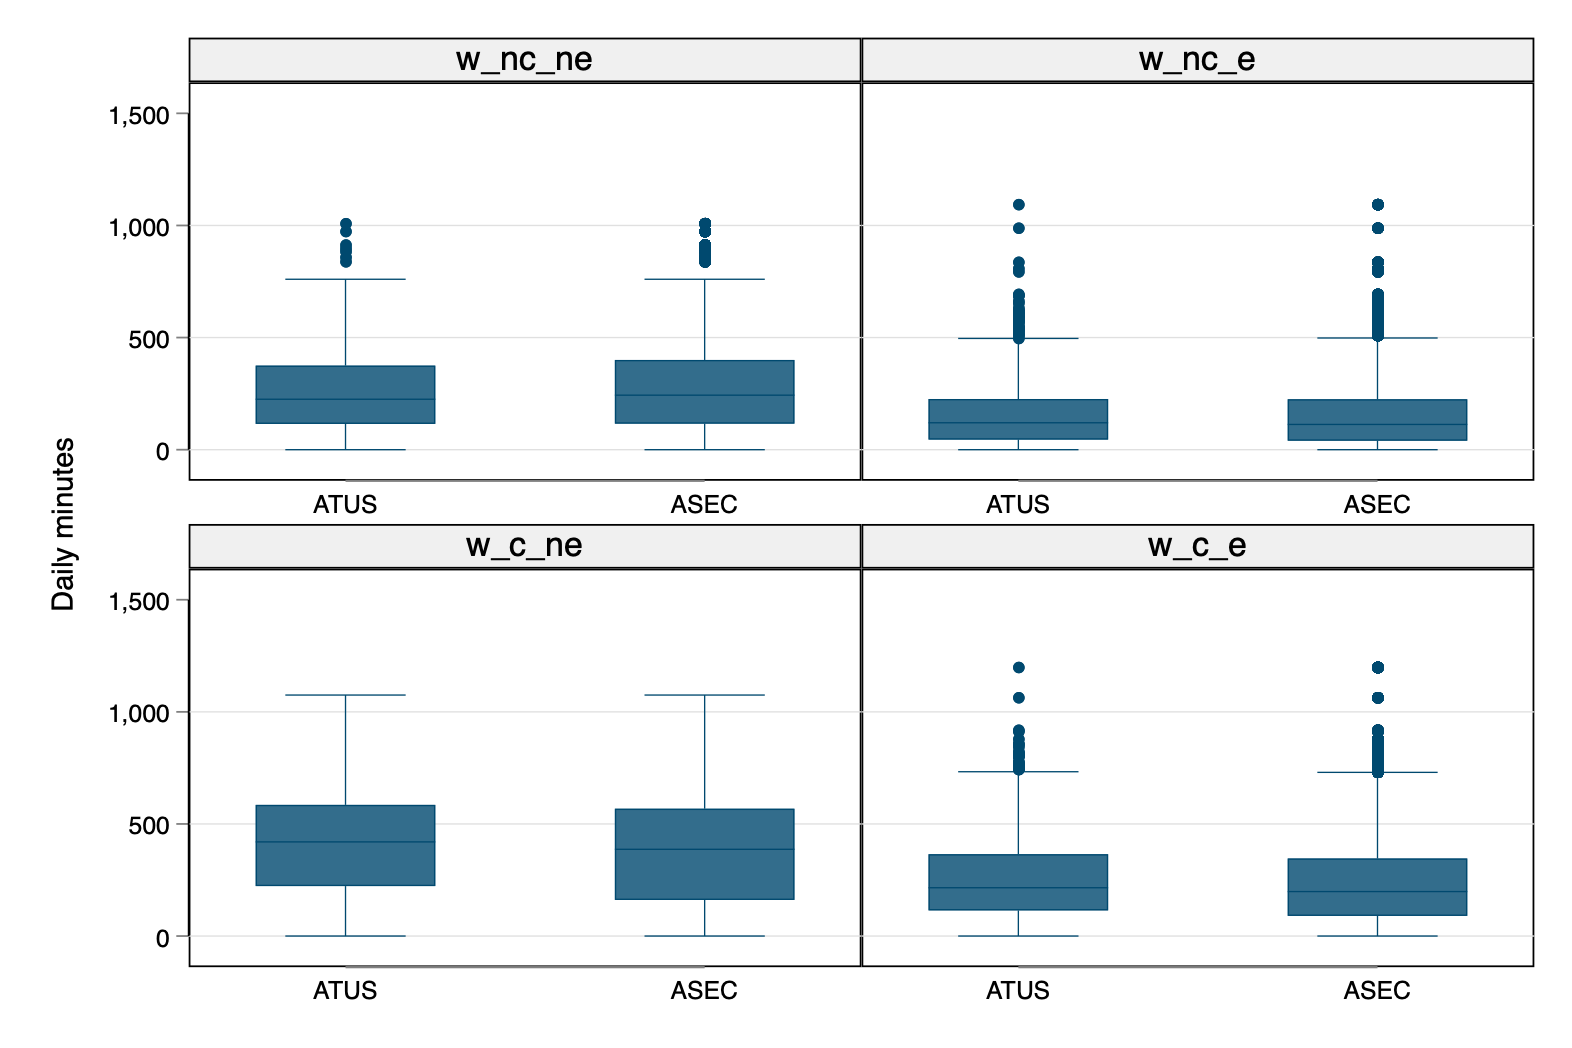 w_nc_ne
w_nc_e
1,500
1,000
500
0
ATUS
ASEC
ATUS
ASEC
Daily minutes
w_c_ne
w_c_e
1,500
1,000
500
0
ATUS
ASEC
ATUS
ASEC